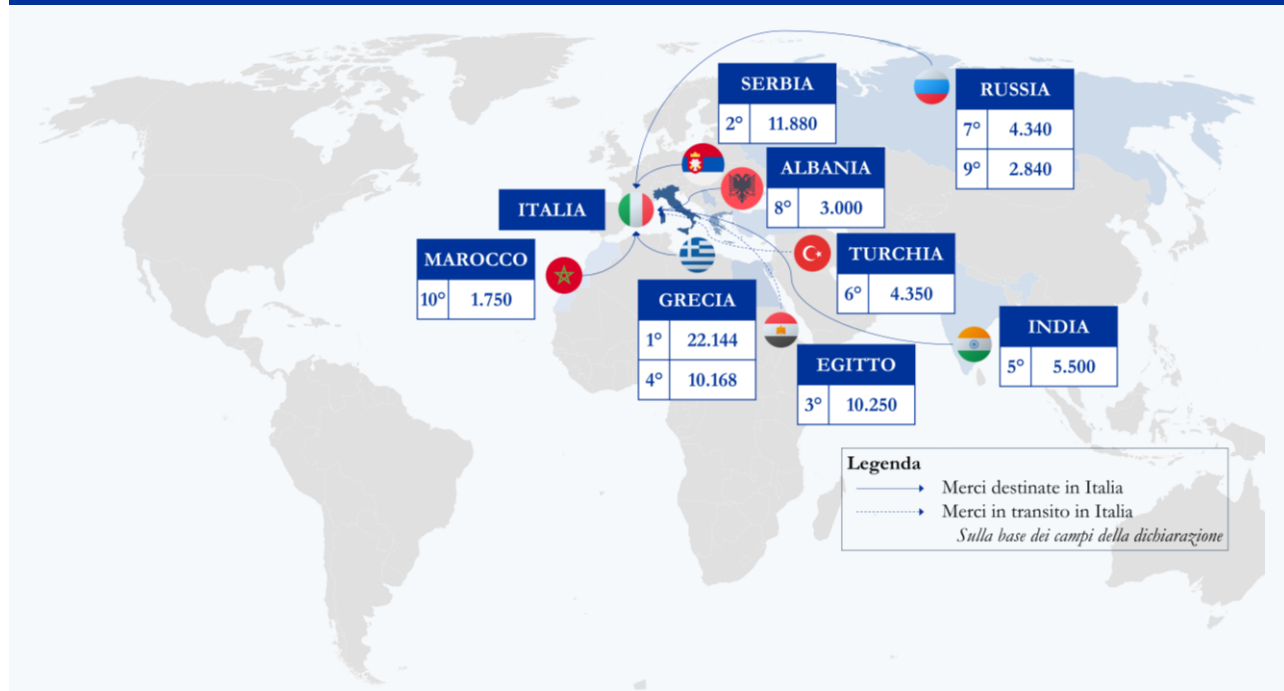 SERBIA
2° 11.880
RUSSIA
7° 4.340
9° 2.840
ALBANIA
8° 3.000
ITALIA
MAROCCO
10° 1.750
TURCHIA
6° 4.350
GRECIA
1° 22.144
4° 10.168
INDIA
5° 5.500
EGITTO
3° 10.250
Legenda
Merci destinate in Italia
Merci in transito in Italia
Sulla base dei campi della dichiarazione